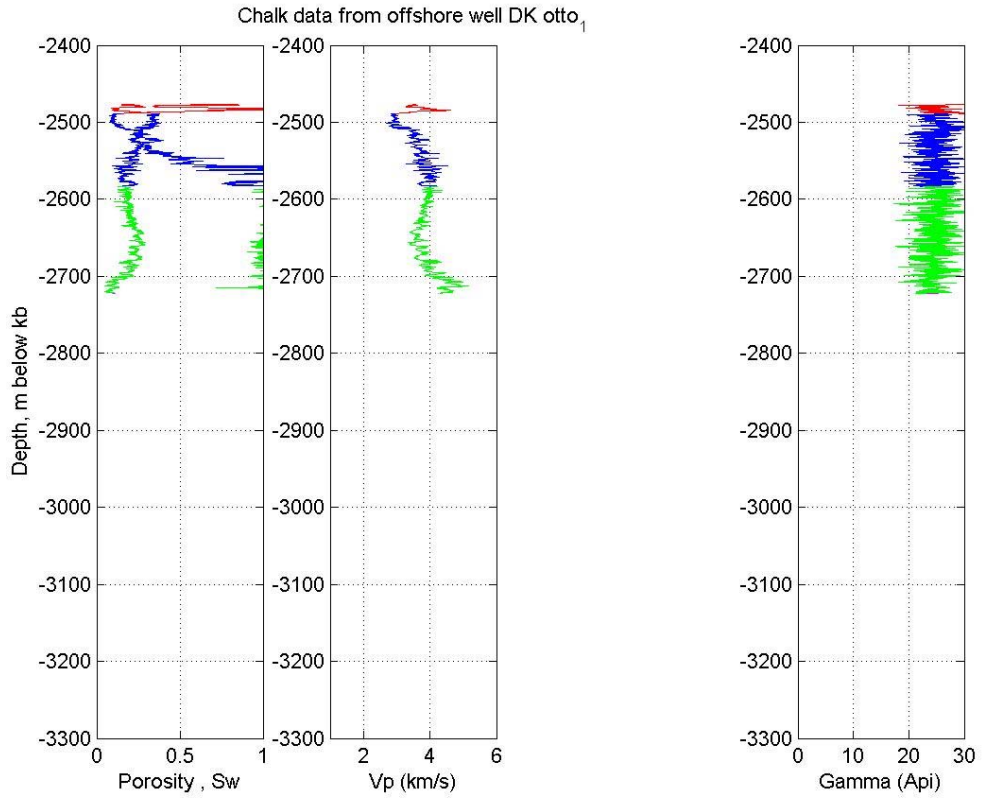 Chalk data from offshore well DK otto1
-2400 -2400 -2400
-2500 -2500 -2500
-2600 -2600 -2600
-2700 -2700 -2700
-2800 -2800 -2800
-2900 -2900 -2900
-3000 -3000 -3000
-3100 -3100 -3100
-3200 -3200 -3200
-3300 -3300 -3300
Depth, m below kb
0 0.5 1 2 4 6 0 10 20 30
Porosity , Sw Vp (km/s) Gamma (Api)